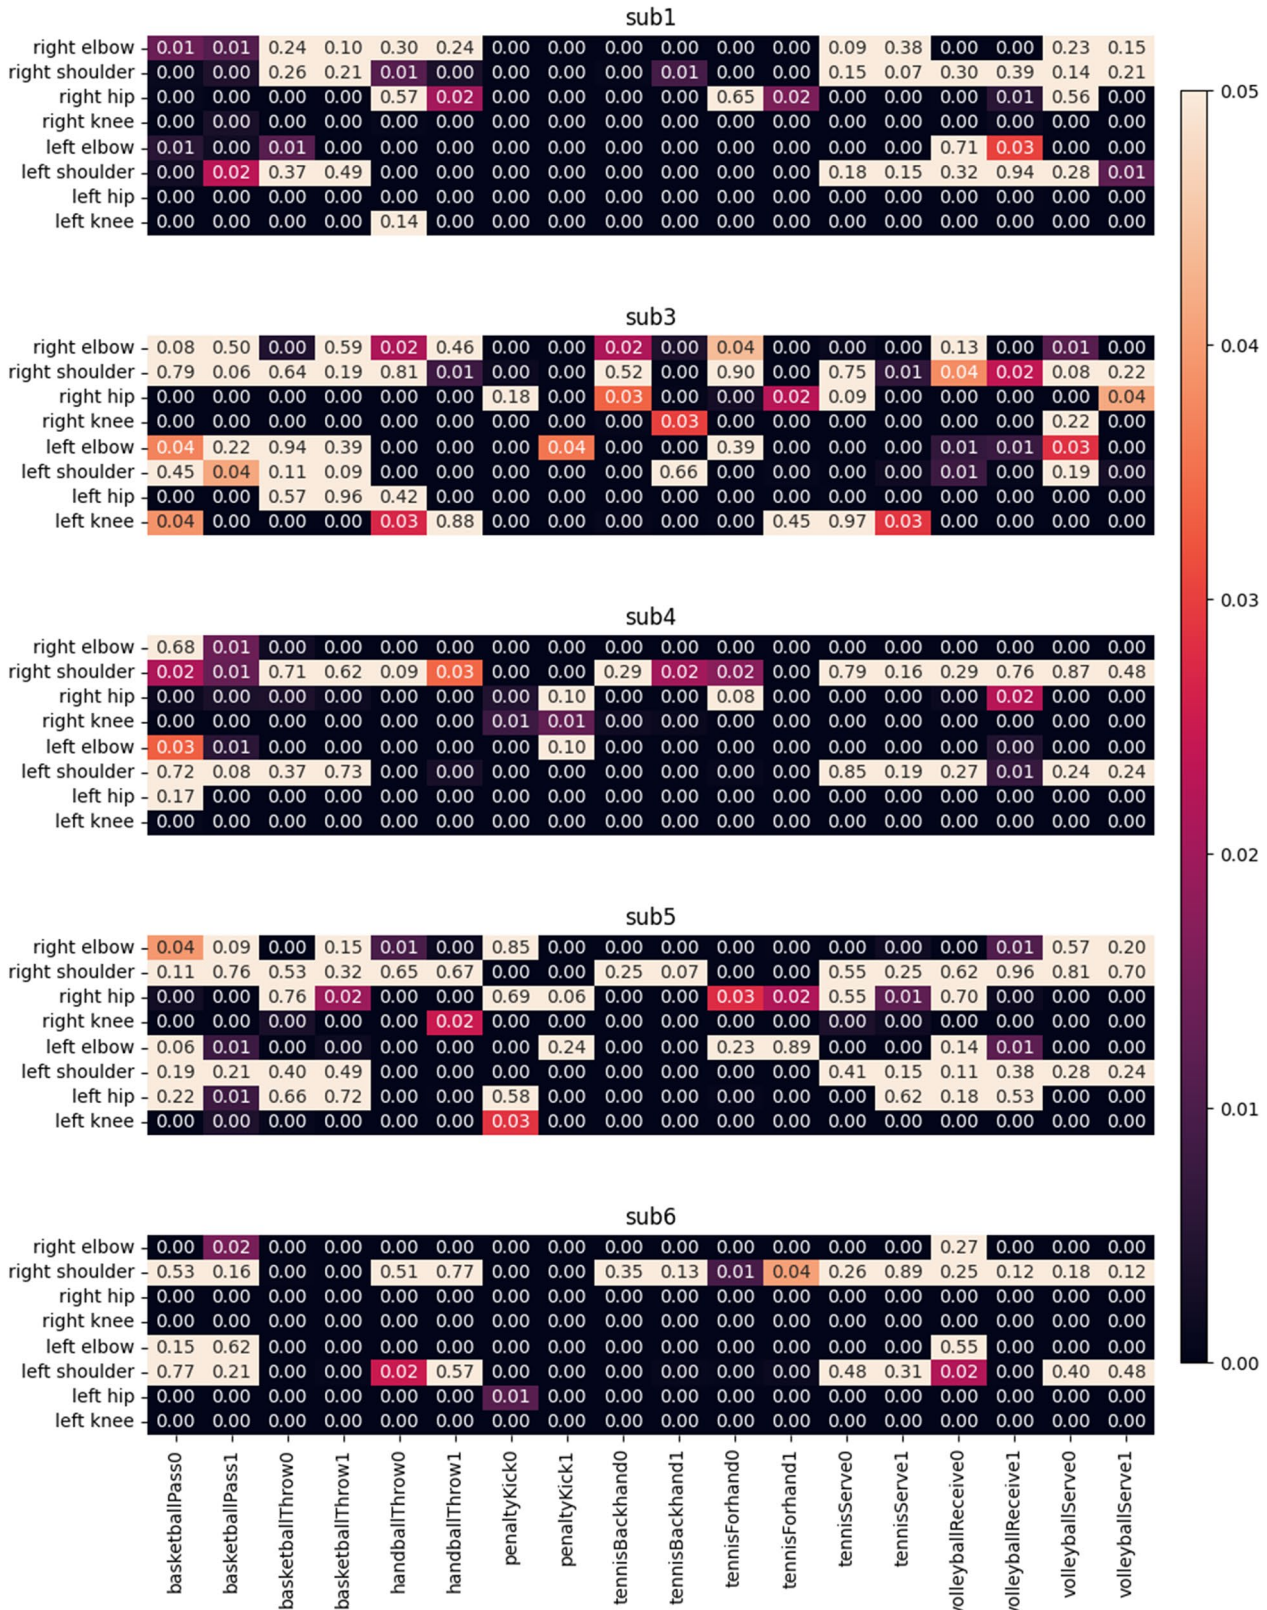 sub1
right elbow 0.01 0.01 0.24 0.10 0.30 0.24 0.00 0.00 0.00 0.00 0.00 0.00 0.09 0.38 0.00 0.00 0.23 0.15
right shoulder 0.00 0.00 0.26 0.21 0.01 0.00 0.00 0.00 0.00 0.01 0.00 0.00 0.15 0.07 0.30 0.39 0.14 0.21
right hip 0.00 0.00 0.00 0.00 0.57 0.02 0.00 0.00 0.00 0.00 0.65 0.02 0.00 0.00 0.00 0.01 0.56 0.00
0.05
right knee 0.00 0.00 0.00 0.00 0.00 0.00 0.00 0.00 0.00 0.00 0.00 0.00 0.00 0.00 0.00 0.00 0.00 0.00
left elbow 0.01 0.00 0.01 0.00 0.00 0.00 0.00 0.00 0.00 0.00 0.00 0.00 0.00 0.00 0.71 0.03 0.00 0.00
left shoulder 0.00 0.02 0.37 0.49 0.00 0.00 0.00 0.00 0.00 0.00 0.00 0.00 0.18 0.15 0.32 0.94 0.28 0.01
left hip 0.00 0.00 0.00 0.00 0.00 0.00 0.00 0.00 0.00 0.00 0.00 0.00 0.00 0.00 0.00 0.00 0.00 0.00
left knee 0.00 0.00 0.00 0.00 0.14 0.00 0.00 0.00 0.00 0.00 0.00 0.00 0.00 0.00 0.00 0.00 0.00 0.00
sub3
right elbow 0.08 0.50 0.00 0.59 0.02 0.46 0.00 0.00 0.02 0.00 0.04 0.00 0.00 0.00 0.13 0.00 0.01 0.00
0.04
right shoulder 0.79 0.06 0.64 0.19 0.81 0.01 0.00 0.00 0.52 0.00 0.90 0.00 0.75 0.01 0.04 0.02 0.08 0.22
right hip 0.00 0.00 0.00 0.00 0.00 0.00 0.18 0.00 0.03 0.00 0.00 0.02 0.09 0.00 0.00 0.00 0.00 0.04
right knee 0.00 0.00 0.00 0.00 0.00 0.00 0.00 0.00 0.00 0.03 0.00 0.00 0.00 0.00 0.00 0.00 0.22 0.00
left elbow 0.04 0.22 0.94 0.39 0.00 0.00 0.00 0.04 0.00 0.00 0.39 0.00 0.00 0.00 0.01 0.01 0.03 0.00
left shoulder 0.45 0.04 0.11 0.09 0.00 0.00 0.00 0.00 0.00 0.66 0.00 0.00 0.00 0.00 0.01 0.00 0.19 0.00
left hip 0.00 0.00 0.57 0.96 0.42 0.00 0.00 0.00 0.00 0.00 0.00 0.00 0.00 0.00 0.00 0.00 0.00 0.00
left knee 0.04 0.00 0.00 0.00 0.03 0.88 0.00 0.00 0.00 0.00 0.00 0.45 0.97 0.03 0.00 0.00 0.00 0.00
0.03
sub4
right elbow 0.68 0.01 0.00 0.00 0.00 0.00 0.00 0.00 0.00 0.00 0.00 0.00 0.00 0.00 0.00 0.00 0.00 0.00
right shoulder 0.02 0.01 0.71 0.62 0.09 0.03 0.00 0.00 0.29 0.02 0.02 0.00 0.79 0.16 0.29 0.76 0.87 0.48
right hip 0.00 0.00 0.00 0.00 0.00 0.00 0.00 0.10 0.00 0.00 0.08 0.00 0.00 0.00 0.00 0.02 0.00 0.00
right knee 0.00 0.00 0.00 0.00 0.00 0.00 0.01 0.01 0.00 0.00 0.00 0.00 0.00 0.00 0.00 0.00 0.00 0.00
left elbow 0.03 0.01 0.00 0.00 0.00 0.00 0.00 0.10 0.00 0.00 0.00 0.00 0.00 0.00 0.00 0.00 0.00 0.00
left shoulder 0.72 0.08 0.37 0.73 0.00 0.00 0.00 0.00 0.00 0.00 0.00 0.00 0.85 0.19 0.27 0.01 0.24 0.24
left hip 0.17 0.00 0.00 0.00 0.00 0.00 0.00 0.00 0.00 0.00 0.00 0.00 0.00 0.00 0.00 0.00 0.00 0.00
left knee 0.00 0.00 0.00 0.00 0.00 0.00 0.00 0.00 0.00 0.00 0.00 0.00 0.00 0.00 0.00 0.00 0.00 0.00
0.02
sub5
right elbow 0.04 0.09 0.00 0.15 0.01 0.00 0.85 0.00 0.00 0.00 0.00 0.00 0.00 0.00 0.00 0.01 0.57 0.20
right shoulder 0.11 0.76 0.53 0.32 0.65 0.67 0.00 0.00 0.25 0.07 0.00 0.00 0.55 0.25 0.62 0.96 0.81 0.70
right hip 0.00 0.00 0.76 0.02 0.00 0.00 0.69 0.06 0.00 0.00 0.03 0.02 0.55 0.01 0.70 0.00 0.00 0.00
right knee 0.00 0.00 0.00 0.00 0.00 0.02 0.00 0.00 0.00 0.00 0.00 0.00 0.00 0.00 0.00 0.00 0.00 0.00
left elbow 0.06 0.01 0.00 0.00 0.00 0.00 0.00 0.24 0.00 0.00 0.23 0.89 0.00 0.00 0.14 0.01 0.00 0.00
left shoulder 0.19 0.21 0.40 0.49 0.00 0.00 0.00 0.00 0.00 0.00 0.00 0.00 0.41 0.15 0.11 0.38 0.28 0.24
left hip 0.22 0.01 0.66 0.72 0.00 0.00 0.58 0.00 0.00 0.00 0.00 0.00 0.00 0.62 0.18 0.53 0.00 0.00
0.01
left knee 0.00 0.00 0.00 0.00 0.00 0.00 0.03 0.00 0.00 0.00 0.00 0.00 0.00 0.00 0.00 0.00 0.00 0.00
sub6
right elbow 0.00 0.02 0.00 0.00 0.00 0.00 0.00 0.00 0.00 0.00 0.00 0.00 0.00 0.00 0.27 0.00 0.00 0.00
right shoulder 0.53 0.16 0.00 0.00 0.51 0.77 0.00 0.00 0.35 0.13 0.01 0.04 0.26 0.89 0.25 0.12 0.18 0.12
right hip 0.00 0.00 0.00 0.00 0.00 0.00 0.00 0.00 0.00 0.00 0.00 0.00 0.00 0.00 0.00 0.00 0.00 0.00
right knee 0.00 0.00 0.00 0.00 0.00 0.00 0.00 0.00 0.00 0.00 0.00 0.00 0.00 0.00 0.00 0.00 0.00 0.00
left elbow 0.15 0.62 0.00 0.00 0.00 0.00 0.00 0.00 0.00 0.00 0.00 0.00 0.00 0.00 0.55 0.00 0.00 0.00
0.00
left shoulder 0.77 0.21 0.00 0.00 0.02 0.57 0.00 0.00 0.00 0.00 0.00 0.00 0.48 0.31 0.02 0.00 0.40 0.48
left hip 0.00 0.00 0.00 0.00 0.00 0.00 0.01 0.00 0.00 0.00 0.00 0.00 0.00 0.00 0.00 0.00 0.00 0.00
left knee 0.00 0.00 0.00 0.00 0.00 0.00 0.00 0.00 0.00 0.00 0.00 0.00 0.00 0.00 0.00 0.00 0.00 0.00
basketballPass0
basketballPass1
basketballThrow0
basketballThrow1
handballThrow0
handballThrow1
penaltyKick0
penaltyKick1
tennisBackhand0
tennisBackhand1
tennisForhand0
tennisForhand1
tennisServe0
tennisServe1
volleyballReceive0
volleyballReceive1
volleyballServe0
volleyballServe1